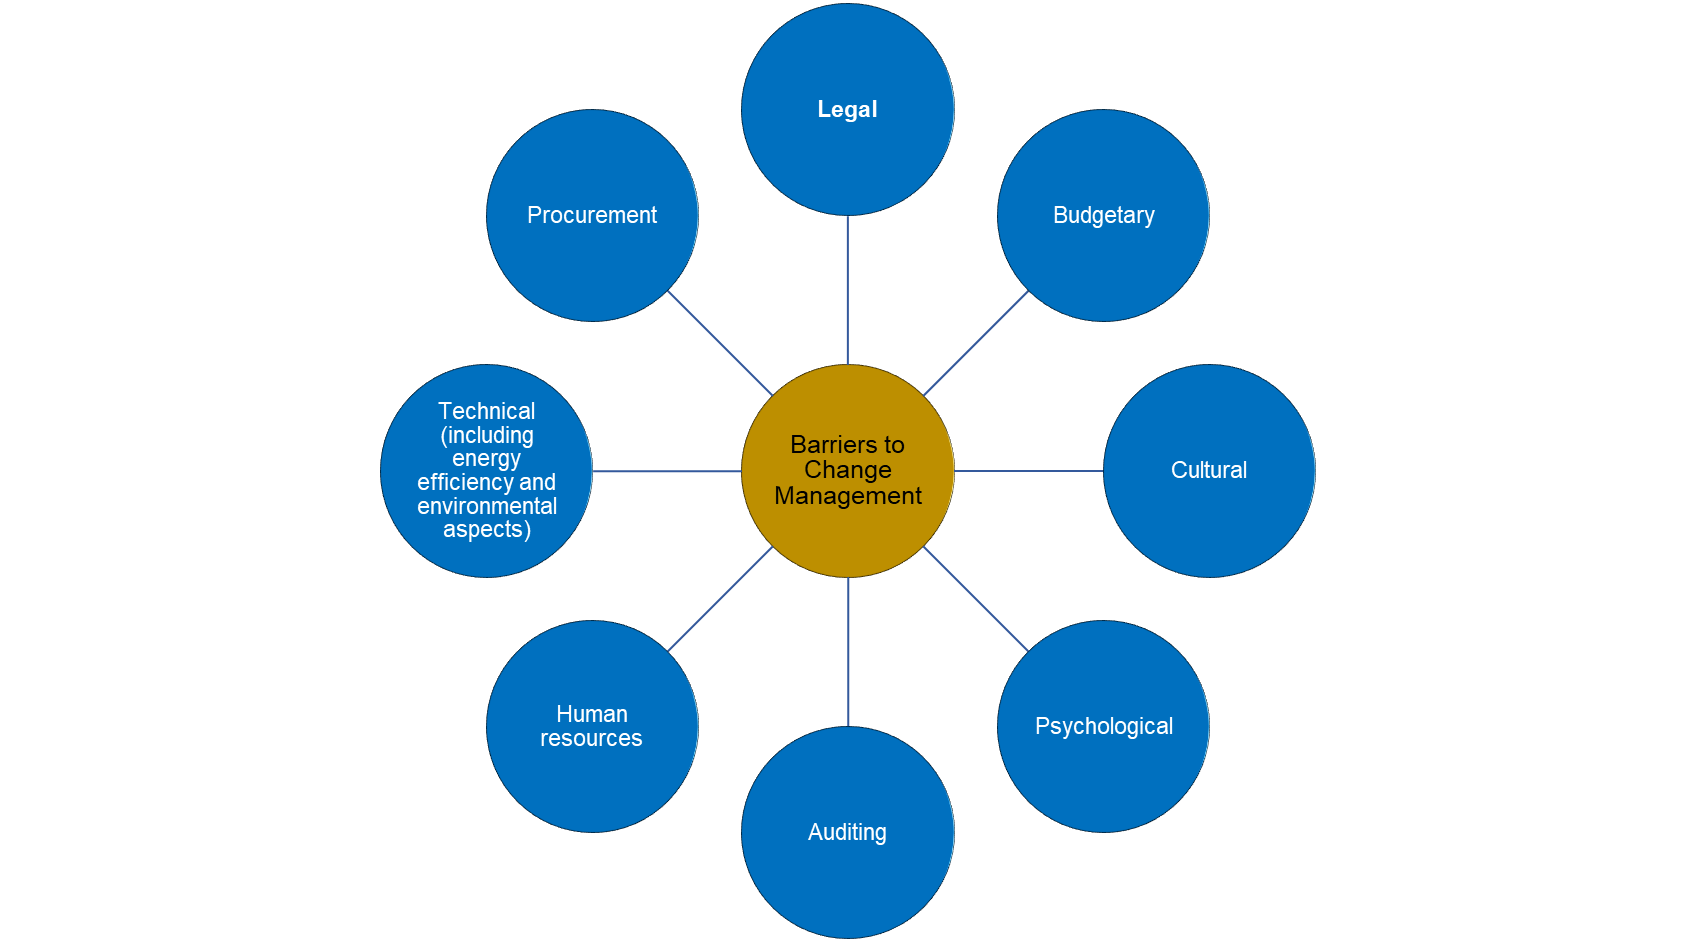 Legal
Procurement
Budgetary
Technical
(including
energy
efficiency and
environmental
aspects)
Barriers to
Change
Management
Cultural
Human
resources
Psychological
Auditing